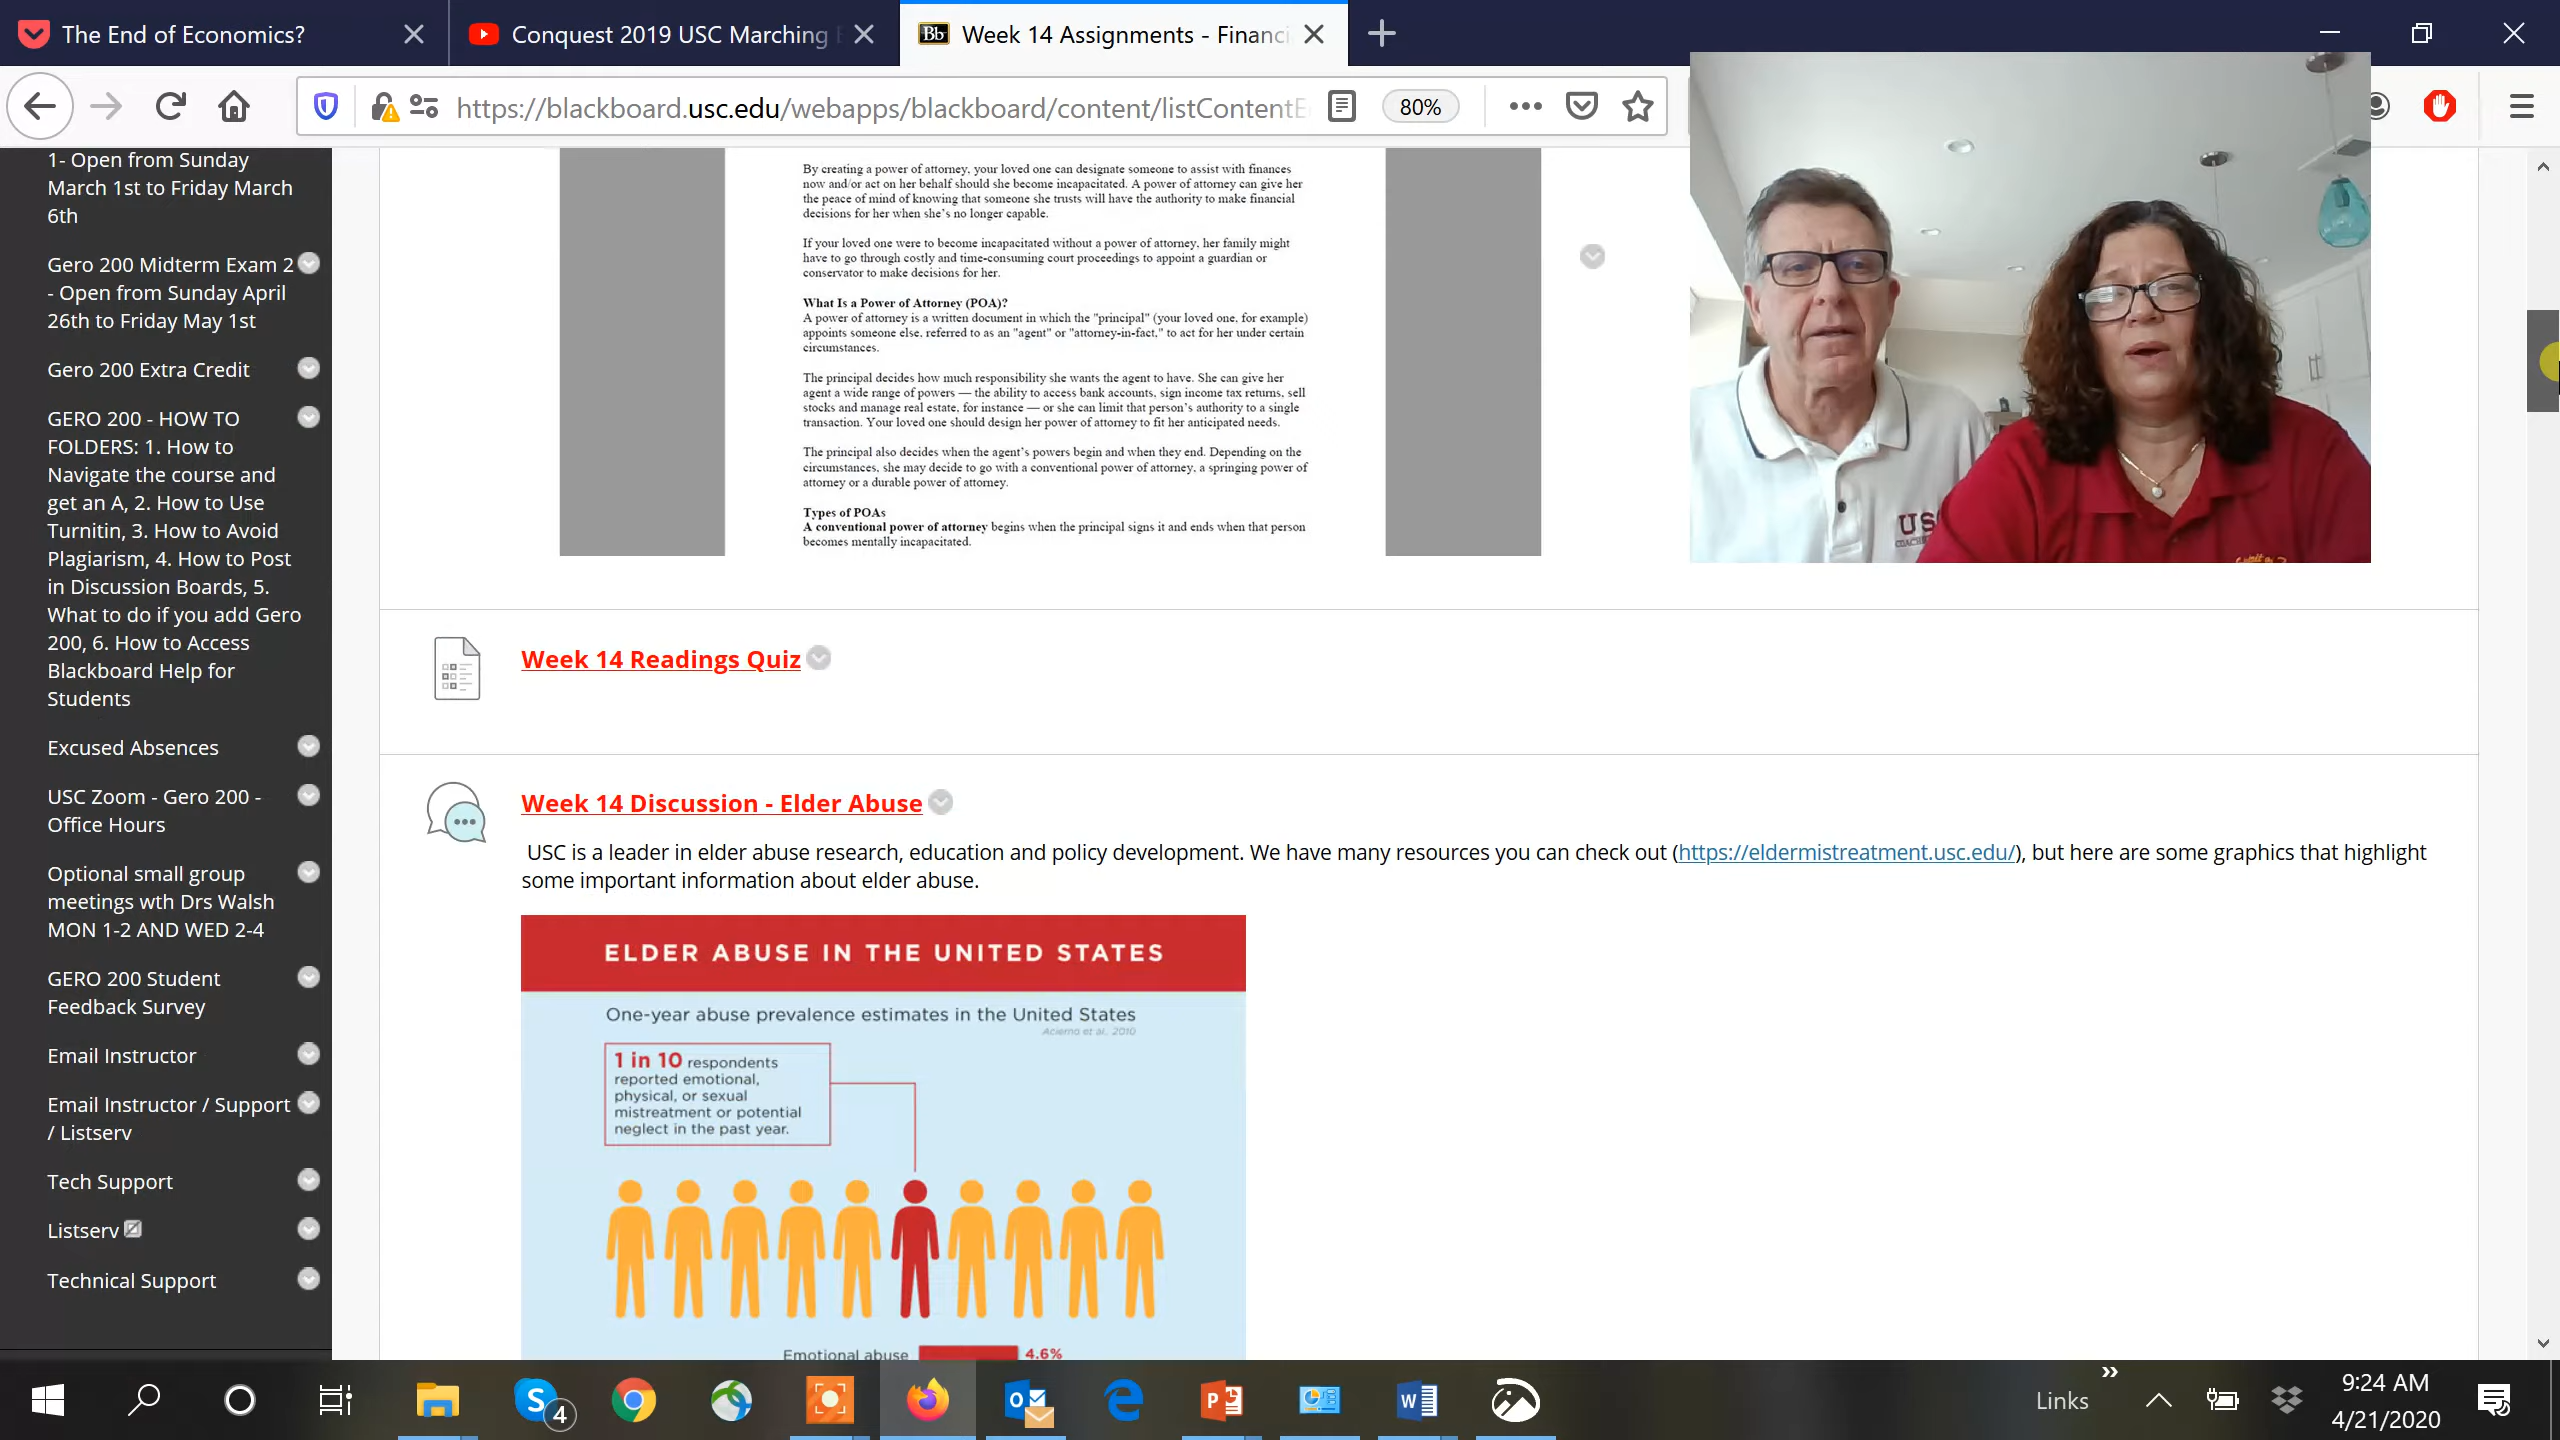 The End of Economics?
Conquest 2019 USC Marching
Bb Week 14 Assignments - Financi
https://blackboard.usc.edu/webapps/blackboard/content/listContentE
80%
1- Open from Sunday
March 1st to Friday March
6th
Gero 200 Midterm Exam 2
- Open from Sunday April
26th to Friday May 1st
Gero 200 Extra Credit
GERO 200 - HOW TO
FOLDERS: 1. How to
Navigate the course and
get an A, 2. How to Use
Turnitin, 3. How to Avoid
Plagiarism, 4. How to Post
in Discussion Boards, 5.
What to do if you add Gero
200, 6. How to Access
Blackboard Help for
Students
Excused Absences
USC Zoom - Gero 200 -
Office Hours
Optional small group
meetings wth Drs Walsh
MON 1-2 AND WED 2-4
GERO 200 Student
Feedback Survey
Email Instructor
Email Instructor / Support
/ Listserv
Tech Support
Listserv
Technical Support
By creating a power of attorney, your loved one can designate someone to assist with finances
now and/or act on her behalf should she become incapacitated. A power of attorney can give her
the peace of mind of knowing that someone she trusts will have the authority to make financial
decisions for her when she's no longer capable.
If your loved one were to become incapacitated without a power of attorney, her family might
have to go through costly and time-consuming court proceedings to appoint a guardian or
conservator to make decisions for her.
What Is a Power of Attorney (POA)?
A power of attorney is a written document in which the "principal" (your loved one, for example)
appoints someone else, referred to as an "agent" or "attorney-in-fact," to act for her under certain
circumstances.
The principal decides how much responsibility she wants the agent to have. She can give her
agent a wide range of powers — the ability to access bank accounts, sign income tax returns, sell
stocks and manage real estate, for instance — or she can limit that person's authority to a single
transaction. Your loved one should design her power of attorney to fit her anticipated needs.
The principal also decides when the agent's powers begin and when they end. Depending on the
circumstances, she may decide to go with a conventional power of attorney, a springing power of
attorney or a durable power of attorney.
Types of POAs
A conventional power of attorney begins when the principal signs it and ends when that person
becomes mentally incapacitated.
US
Week 14 Readings Quiz
Week 14 Discussion - Elder Abuse
USC is a leader in elder abuse research, education and policy development. We have many resources you can check out (https://eldermistreatment.usc.edu/), but here are some graphics that highlight
some important information about elder abuse.
ELDER ABUSE IN THE UNITED STATES
One-year abuse prevalence estimates in the United States
Acierno et al. 2010
1 in 10 respondents
reported emotional,
physical, or sexual
mistreatment or potential
neglect in the past year.
Emotional abuse 4.6%
4
Links
9:24 AM
4/21/2020